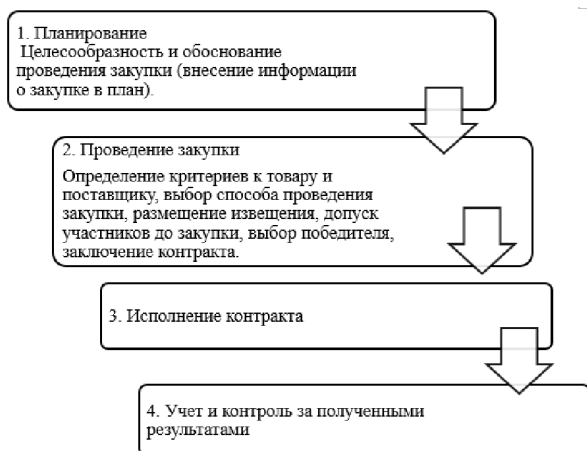 1. Планирование
Целесообразность и обоснование
проведения закупки (внесение информации
о закупке в план).
2. Проведение закупки
Определение критериев к товару и
поставщику, выбор способа проведения
закупки, размещение извещения, допуск
участников до закупки, выбор победителя,
заключение контракта.
3. Исполнение контракта
4. Учет и контроль за полученными
результатами